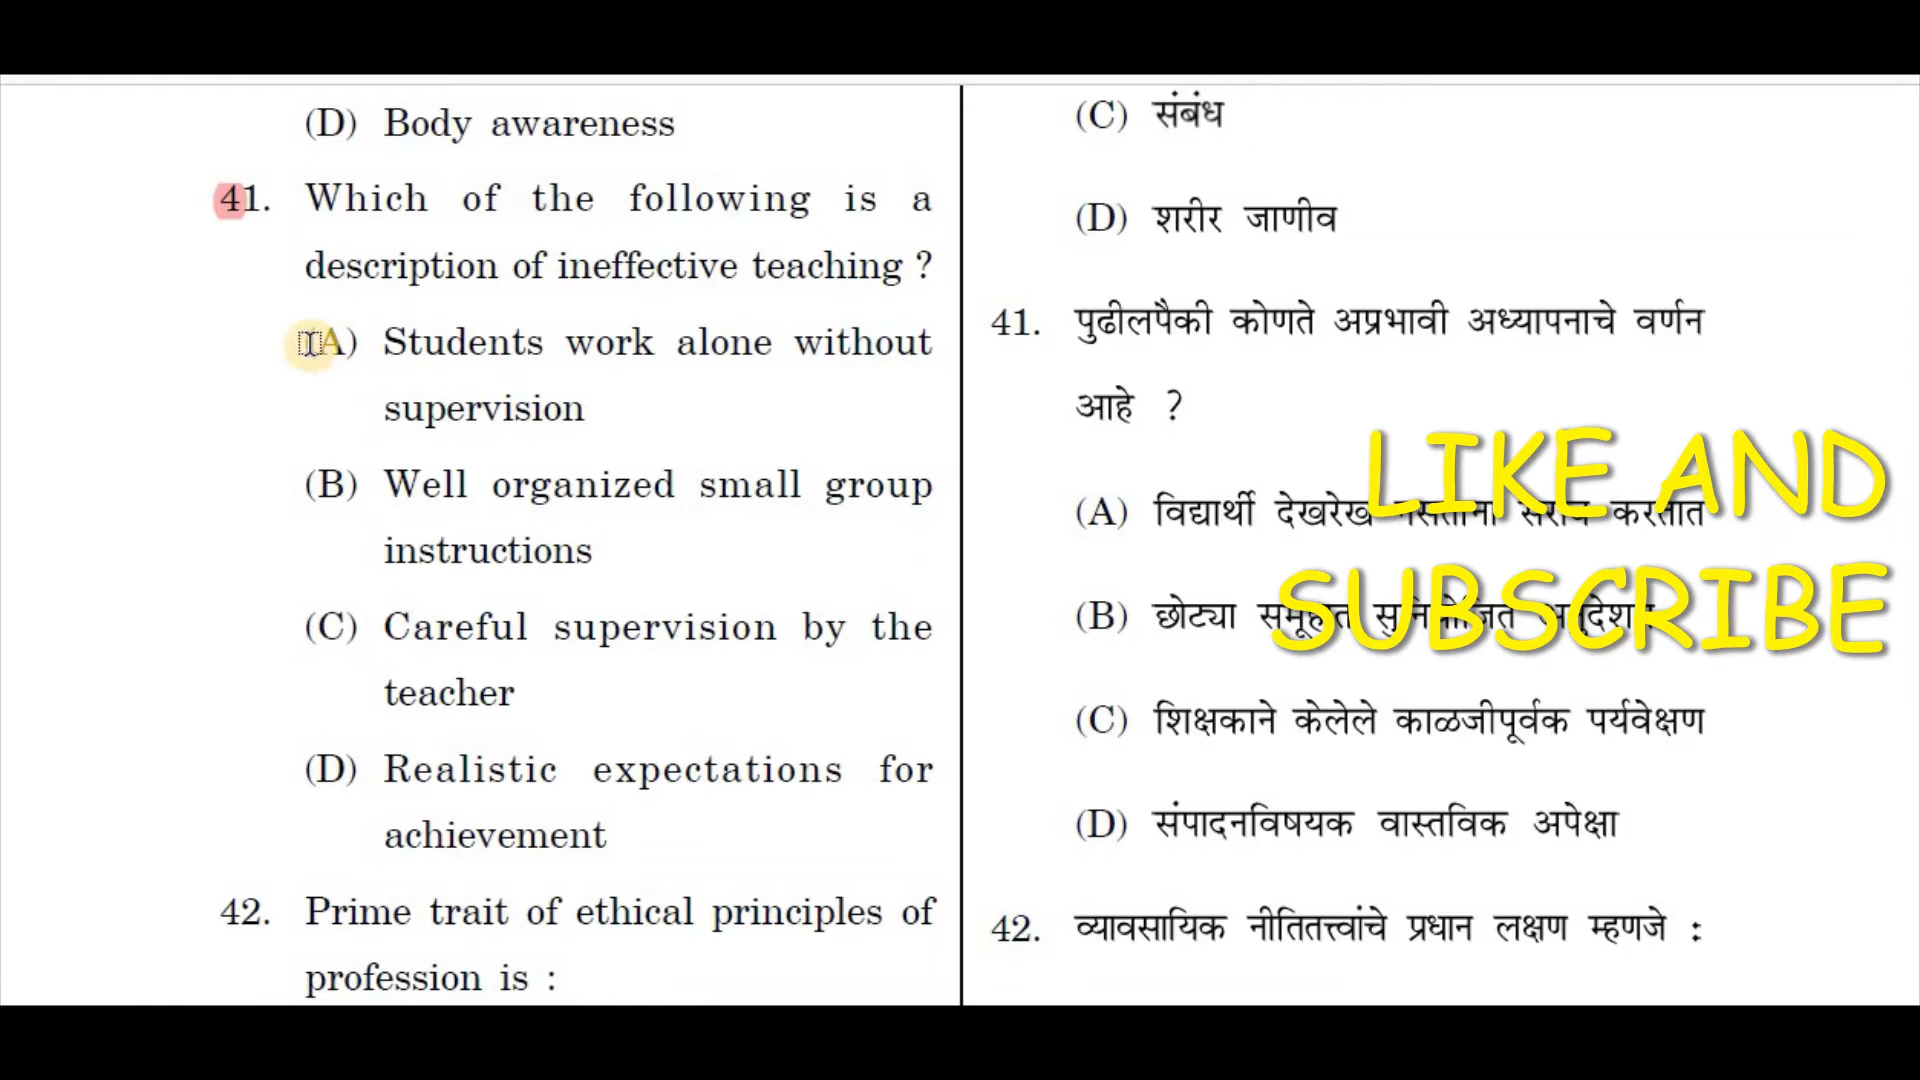 (D) Body awareness
41. Which of the following is a
description of ineffective teaching ?
(A) Students work alone without
supervision
(B) Well organized small group
instructions
(C) Careful supervision by the
teacher
(D) Realistic expectations for
achievement
42. Prime trait of ethical principles of
profession is :
(C) संबंध
(D) शरीर जाणीव
41. पुढीलपैकी कोणते अप्रभावी अध्यापनाचे वर्णन
आहे ?
(A) विद्यार्थी देखरेख करतात
(B) छोट्या
(C) शिक्षकाने केलेले काळजीपूर्वक पर्यवेक्षण
(D) संपादनविषयक वास्तविक अपेक्षा
42. व्यावसायिक नीतितत्त्वांचे प्रधान लक्षण म्हणजे :
LIKE AND
SUBSCRIBE